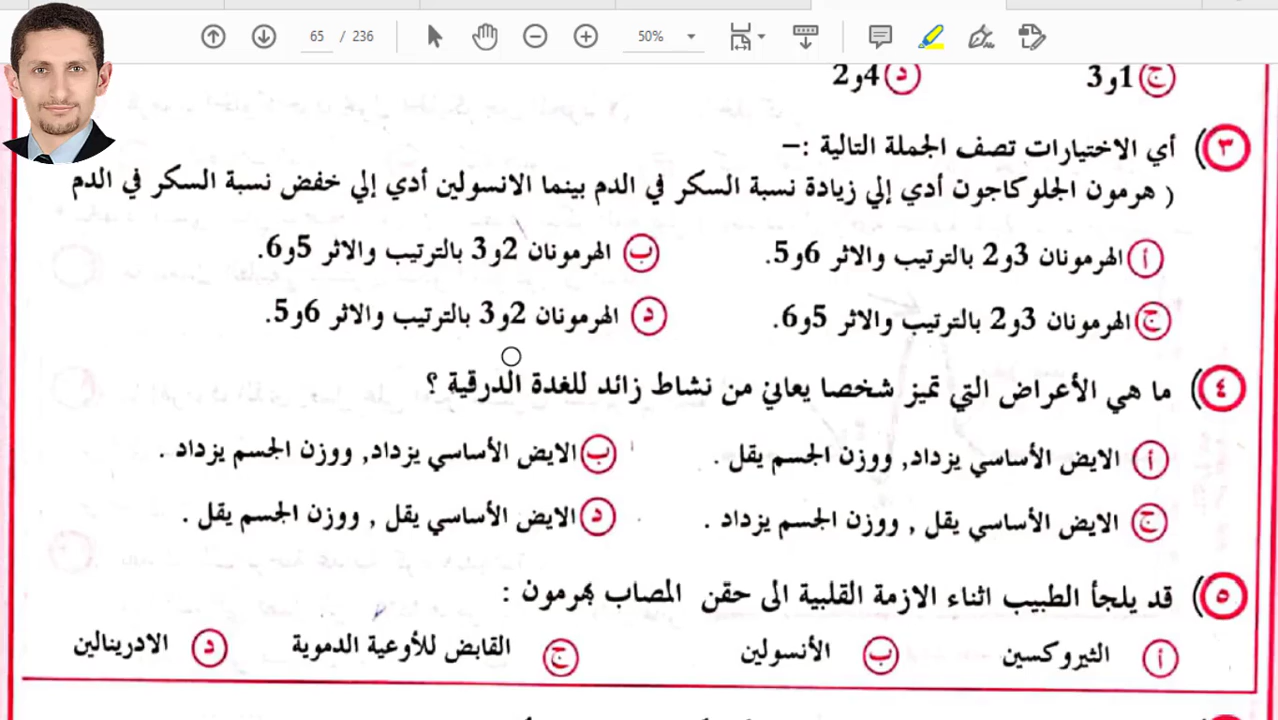 65 / 236
50%
ج 1و3
د 4و2
٣) أي الاختيارات تصف الجملة التالية :–
( هرمون الجلوكاجون أدي إلي زيادة نسبة السكر في الدم بينما الانسولين أدي إلي خفض نسبة السكر في الدم
أ الهرمونان 3و2 بالترتيب والاثر 6و5.
ب الهرمونان 2و3 بالترتيب والاثر 5و6.
ج الهرمونان 3و2 بالترتيب والاثر 5و6.
د الهرمونان 2و3 بالترتيب والاثر 6و5.
٤) ما هي الأعراض التي تميز شخصا يعاني من نشاط زائد للغدة الدرقية ؟
أ الايض الأساسي يزداد, ووزن الجسم يقل .
ب الايض الأساسي يزداد, ووزن الجسم يزداد .
ج الايض الأساسي يقل , ووزن الجسم يزداد .
د الايض الأساسي يقل , ووزن الجسم يقل .
٥) قد يلجأ الطبيب اثناء الازمة القلبية الى حقن المصاب بهرمون :
أ الثيروكسين
ب الأنسولين
ج القابض للأوعية الدموية
د الادرينالين